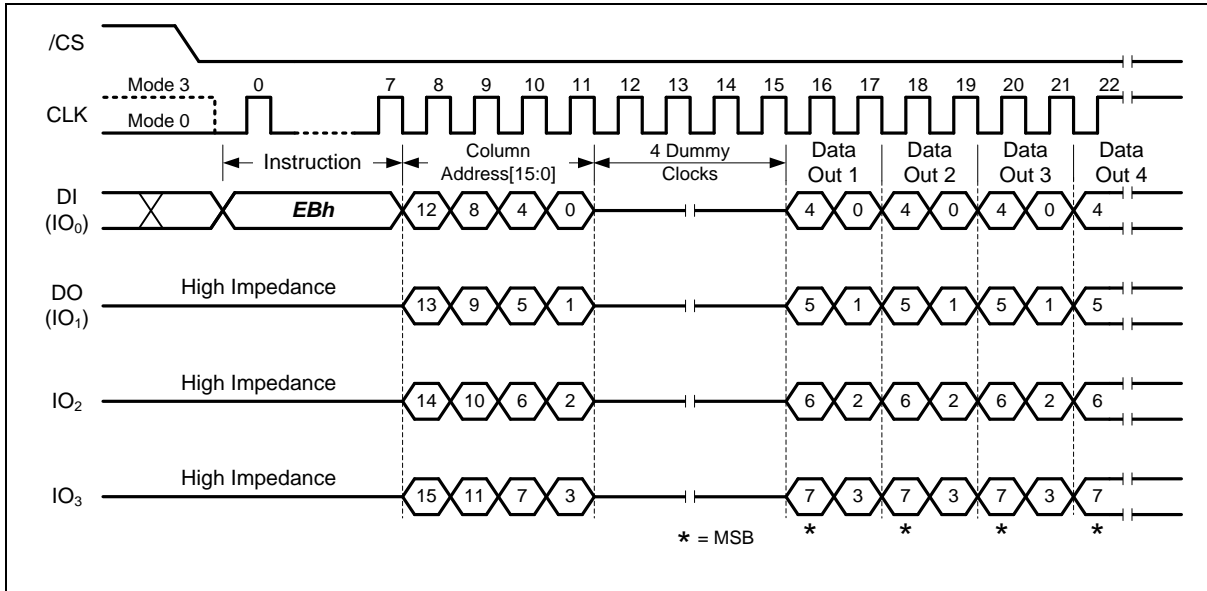 /CS
Mode 3 0 7 8 9 10 11 12 13 14 15 16 17 18 19 20 21 22
CLK
Mode 0
Instruction
Column
Address[15:0]
4 Dummy
Clocks
Data
Out 1
Data
Out 2
Data
Out 3
Data
Out 4
DI
(IO₀)
EBh 12 8 4 0 4 0 4 0 4 0 4
DO
(IO₁)
High Impedance 13 9 5 1 5 1 5 1 5 1 5
IO₂
High Impedance 14 10 6 2 6 2 6 2 6 2 6
IO₃
High Impedance 15 11 7 3 7 3 7 3 7 3 7
* * * *
* = MSB